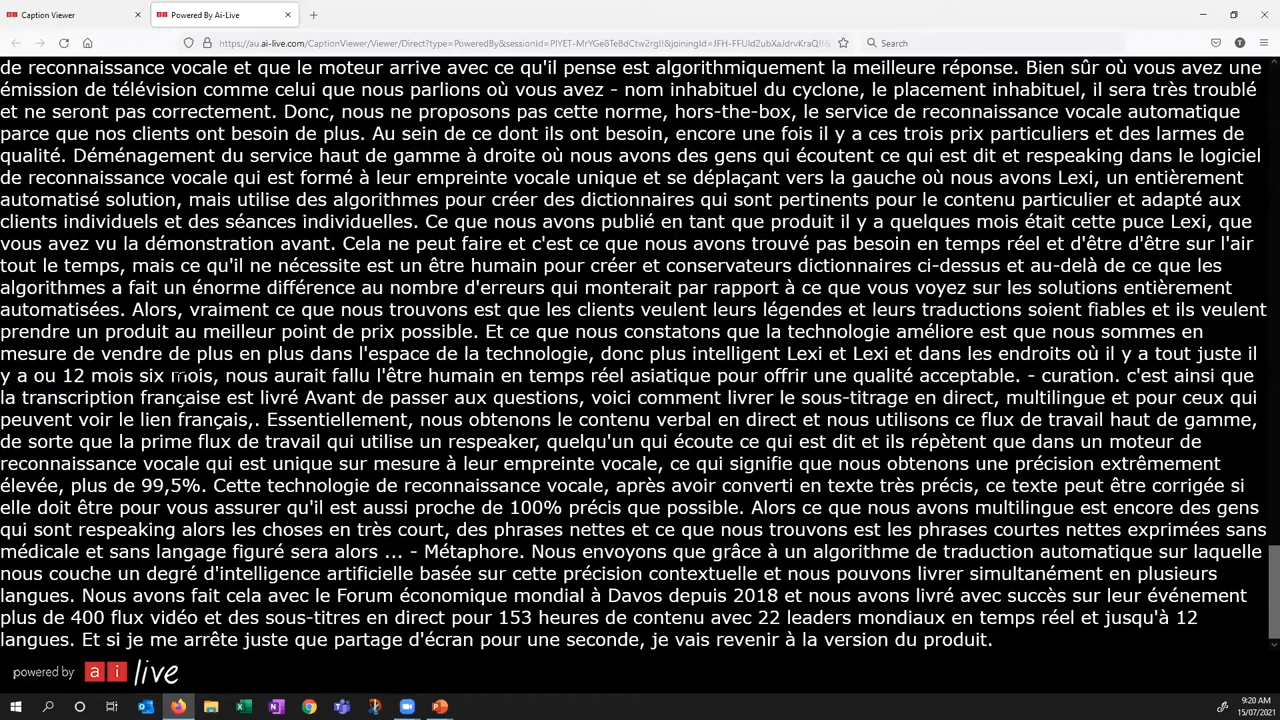 Caption Viewer
Powered By Ai-Live
https://au.ai-live.com/CaptionViewer/Viewer/Direct?type=PoweredBy&sessionId=
Search
de reconnaissance vocale et que le moteur arrive avec ce qu'il pense est algorithmiquement la meilleure réponse. Bien sûr où vous avez une
émission de télévision comme celui que nous parlions où vous avez - nom inhabituel du cyclone, le placement inhabituel, il sera très troublé
et ne seront pas correctement. Donc, nous ne proposons pas cette norme, hors-the-box, le service de reconnaissance vocale automatique
parce que nos clients ont besoin de plus. Au sein de ce dont ils ont besoin, encore une fois il y a ces trois prix particuliers et des larmes de
qualité. Déménagement du service haut de gamme à droite où nous avons des gens qui écoutent ce qui est dit et respeaking dans le logiciel
de reconnaissance vocale qui est formé à leur empreinte vocale unique et se déplaçant vers la gauche où nous avons Lexi, un entièrement
automatisé solution, mais utilise des algorithmes pour créer des dictionnaires qui sont pertinents pour le contenu particulier et adapté aux
clients individuels et des séances individuelles. Ce que nous avons publié en tant que produit il y a quelques mois était cette puce Lexi, que
vous avez vu la démonstration avant. Cela ne peut faire et c'est ce que nous avons trouvé pas besoin en temps réel et d'être d'être sur l'air
tout le temps, mais ce qu'il ne nécessite est un être humain pour créer et conservateurs dictionnaires ci-dessus et au-delà de ce que les
algorithmes a fait un énorme différence au nombre d'erreurs qui monterait par rapport à ce que vous voyez sur les solutions entièrement
automatisées. Alors, vraiment ce que nous trouvons est que les clients veulent leurs légendes et leurs traductions soient fiables et ils veulent
prendre un produit au meilleur point de prix possible. Et ce que nous constatons que la technologie améliore est que nous sommes en
mesure de vendre de plus en plus dans l'espace de la technologie, donc plus intelligent Lexi et Lexi et dans les endroits où il y a tout juste il
y a ou 12 mois six mois, nous aurait fallu l'être humain en temps réel asiatique pour offrir une qualité acceptable. - curation. c'est ainsi que
la transcription française est livré Avant de passer aux questions, voici comment livrer le sous-titrage en direct, multilingue et pour ceux qui
peuvent voir le lien français,. Essentiellement, nous obtenons le contenu verbal en direct et nous utilisons ce flux de travail haut de gamme,
de sorte que la prime flux de travail qui utilise un respeaker, quelqu'un qui écoute ce qui est dit et ils répètent que dans un moteur de
reconnaissance vocale qui est unique sur mesure à leur empreinte vocale, ce qui signifie que nous obtenons une précision extrêmement
élevée, plus de 99,5%. Cette technologie de reconnaissance vocale, après avoir converti en texte très précis, ce texte peut être corrigée si
elle doit être pour vous assurer qu'il est aussi proche de 100% précis que possible. Alors ce que nous avons multilingue est encore des gens
qui sont respeaking alors les choses en très court, des phrases nettes et ce que nous trouvons est les phrases courtes nettes exprimées sans
médicale et sans langage figuré sera alors ... - Métaphore. Nous envoyons que grâce à un algorithme de traduction automatique sur laquelle
nous couche un degré d'intelligence artificielle basée sur cette précision contextuelle et nous pouvons livrer simultanément en plusieurs
langues. Nous avons fait cela avec le Forum économique mondial à Davos depuis 2018 et nous avons livré avec succès sur leur événement
plus de 400 flux vidéo et des sous-titres en direct pour 153 heures de contenu avec 22 leaders mondiaux en temps réel et jusqu'à 12
langues. Et si je me arrête juste que partage d'écran pour une seconde, je vais revenir à la version du produit.
powered by ai live
9:20 AM
15/07/2021